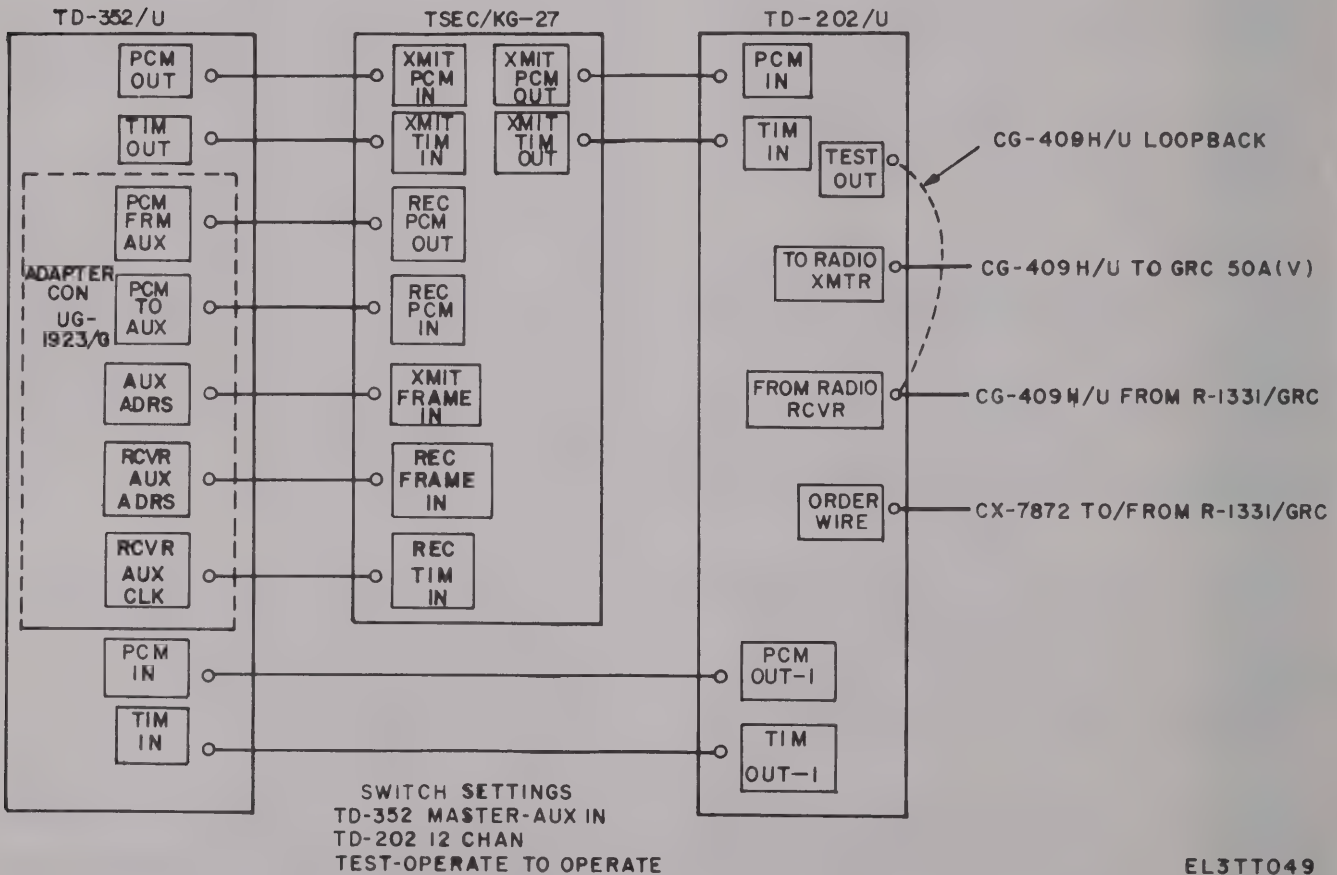 TD-352/U
TSEC/KG-27
TD-202/U
PCM
OUT
TIM
OUT
PCM
FRM
AUX
ADAPTER
CON
UG-
1923/G
PCM
TO
AUX
AUX
ADRS
RCVR
AUX
ADRS
RCVR
AUX
CLK
PCM
IN
TIM
IN
XMIT
PCM
IN
XMIT
PCM
OUT
XMIT
TIM
IN
XMIT
TIM
OUT
REC
PCM
OUT
REC
PCM
IN
XMIT
FRAME
IN
REC
FRAME
IN
REC
TIM
IN
PCM
IN
TIM
IN
TEST
OUT
TO RADIO
XMTR
FROM RADIO
RCVR
ORDER
WIRE
PCM
OUT-1
TIM
OUT-1
CG-409H/U LOOPBACK
CG-409H/U TO GRC 50A(V)
CG-409H/U FROM R-1331/GRC
CX-7872 TO/FROM R-1331/GRC
SWITCH SETTINGS
TD-352 MASTER-AUX IN
TD-202 12 CHAN
TEST-OPERATE TO OPERATE
EL3TT049